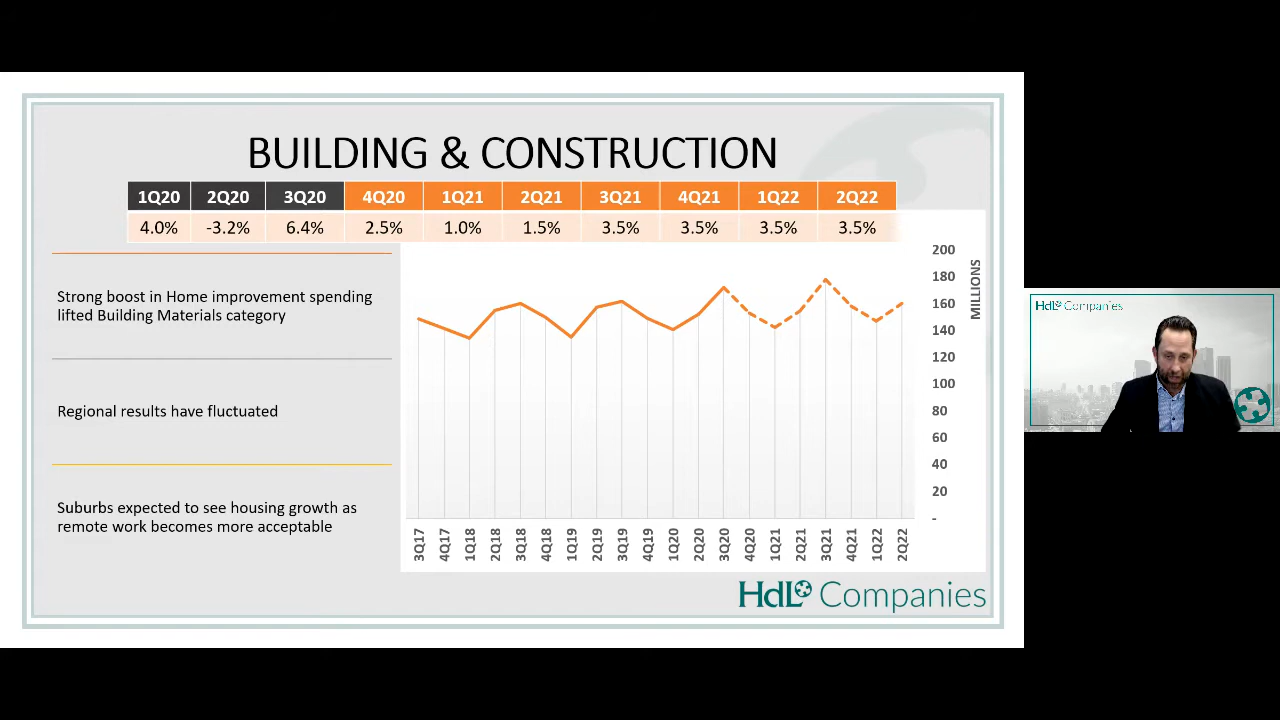 BUILDING & CONSTRUCTION
1Q20 2Q20 3Q20 4Q20 1Q21 2Q21 3Q21 4Q21 1Q22 2Q22
4.0% -3.2% 6.4% 2.5% 1.0% 1.5% 3.5% 3.5% 3.5% 3.5%
Strong boost in Home improvement spending
lifted Building Materials category
Regional results have fluctuated
Suburbs expected to see housing growth as
remote work becomes more acceptable
200
180
160
140
120
100
80
60
40
20
-
MILLIONS
3Q17 4Q17 1Q18 2Q18 3Q18 4Q18 1Q19 2Q19 3Q19 4Q19 1Q20 2Q20 3Q20 4Q20 1Q21 2Q21 3Q21 4Q21 1Q22 2Q22
HdL Companies
HdL Companies